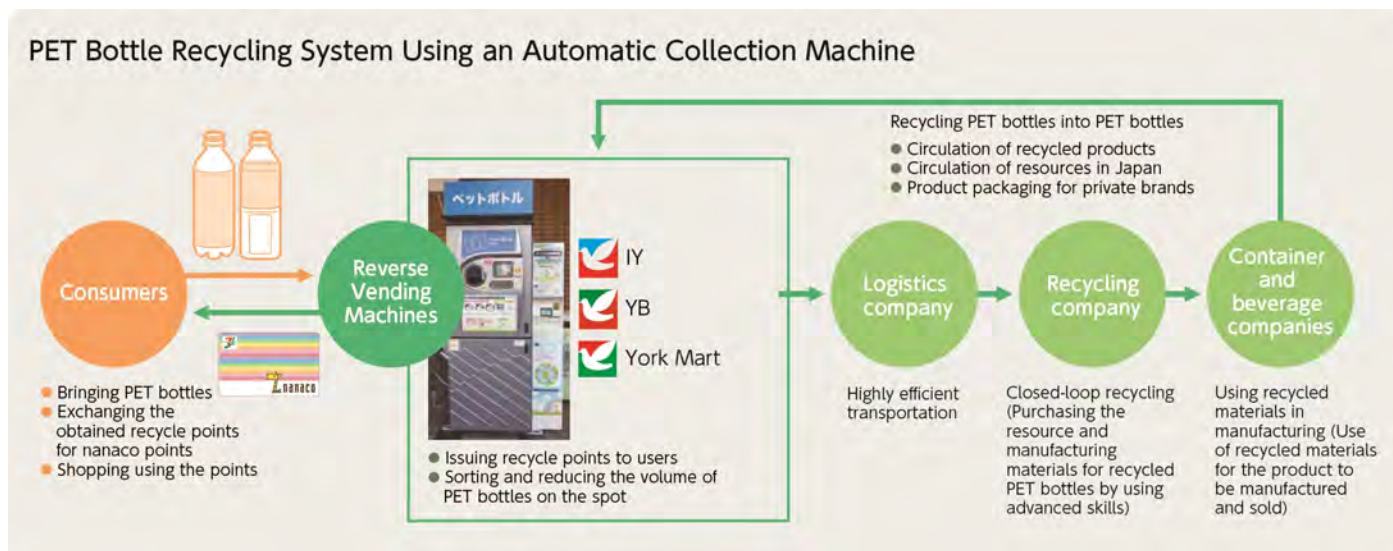 PET Bottle Recycling System Using an Automatic Collection Machine
Recycling PET bottles into PET bottles
● Circulation of recycled products
● Circulation of resources in Japan
● Product packaging for private brands
Consumers
Reverse
Vending
Machines
ペットボトル
IY
YB
York Mart
Logistics
company
Recycling
company
Container
and
beverage
companies
nanaco
● Bringing PET bottles
● Exchanging the
obtained recycle points
for nanaco points
● Shopping using the points
● Issuing recycle points to users
● Sorting and reducing the volume of
PET bottles on the spot
Highly efficient
transportation
Closed-loop recycling
(Purchasing the
resource and
manufacturing
materials for recycled
PET bottles by using
advanced skills)
Using recycled
materials in
manufacturing (Use
of recycled materials
for the product to
be manufactured
and sold)